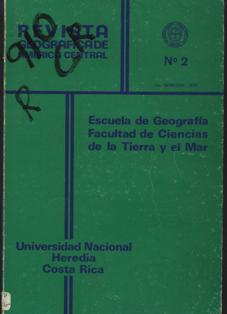 REVISTA
GEOGRAFICA DE
AMERICA CENTRAL
Nº 2
910
R
Escuela de Geografía
Facultad de Ciencias
de la Tierra y el Mar
Universidad Nacional
Heredia
Costa Rica